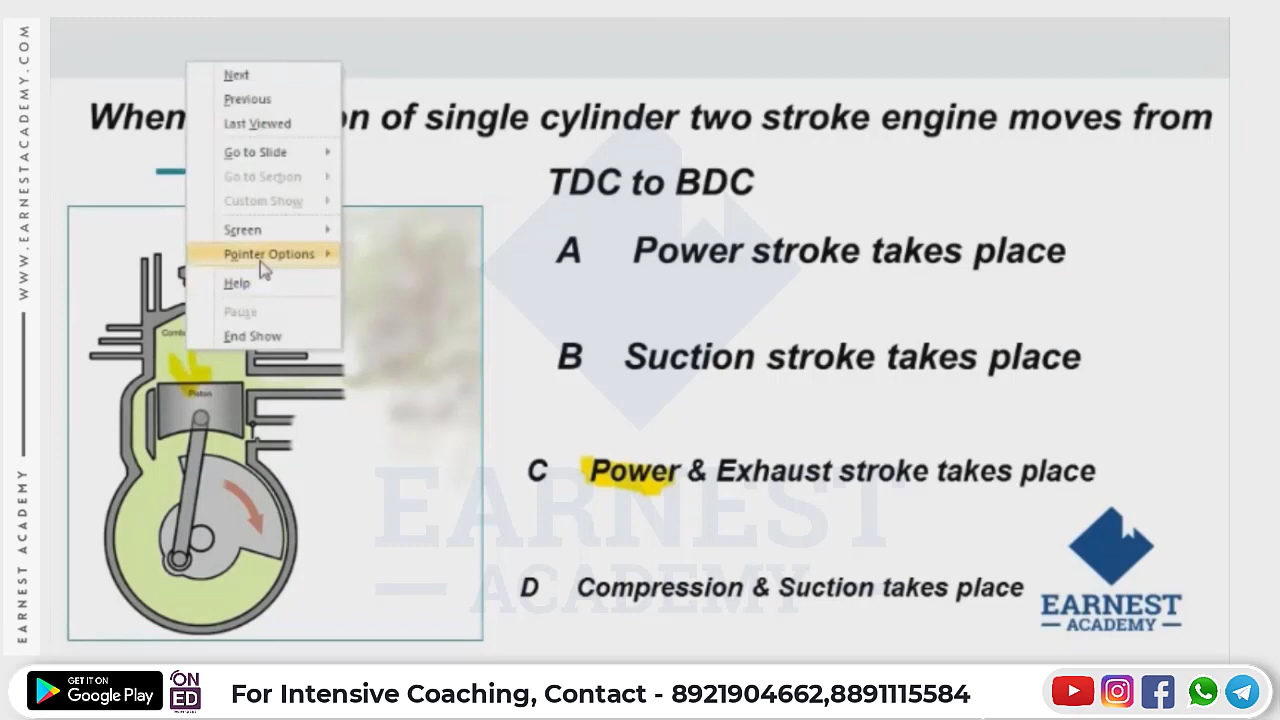 WWW.EARNESTACADEMY.COM
EARNEST ACADEMY
Next
Previous
Last Viewed
Go to Slide
Go to Section
Custom Show
Screen
Pointer Options
Help
Pause
End Show
When on of single cylinder two stroke engine moves from
TDC to BDC
A Power stroke takes place
B Suction stroke takes place
C Power & Exhaust stroke takes place
D Compression & Suction takes place
Piston
EARNEST
ACADEMY
EARNEST
ACADEMY
GET IT ON
Google Play
ON
ED
For Intensive Coaching, Contact - 8921904662,8891115584